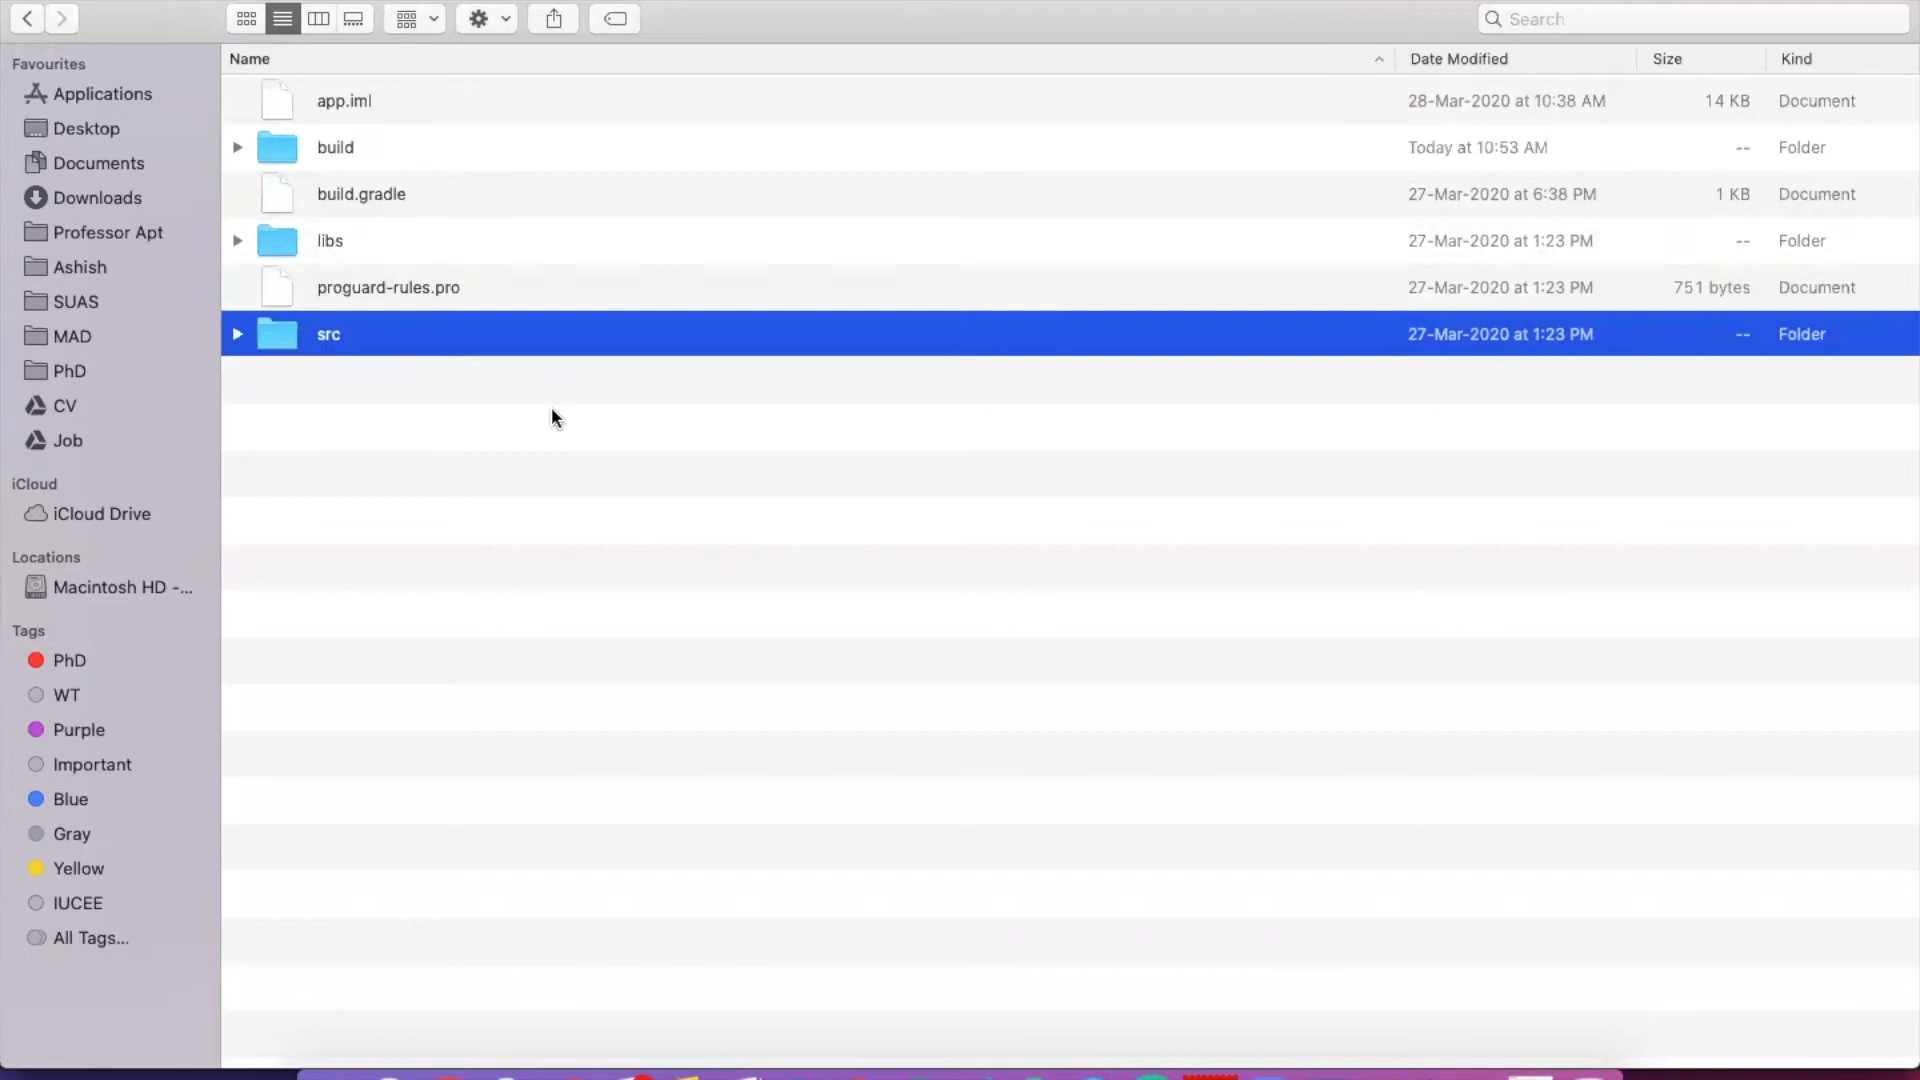 Search
Favourites
Applications
Desktop
Documents
Downloads
Professor Apt
Ashish
SUAS
MAD
PhD
CV
Job
iCloud
iCloud Drive
Locations
Macintosh HD -...
Tags
PhD
WT
Purple
Important
Blue
Gray
Yellow
IUCEE
All Tags...
Name Date Modified Size Kind
app.iml 28-Mar-2020 at 10:38 AM 14 KB Document
build Today at 10:53 AM -- Folder
build.gradle 27-Mar-2020 at 6:38 PM 1 KB Document
libs 27-Mar-2020 at 1:23 PM -- Folder
proguard-rules.pro 27-Mar-2020 at 1:23 PM 751 bytes Document
src 27-Mar-2020 at 1:23 PM -- Folder